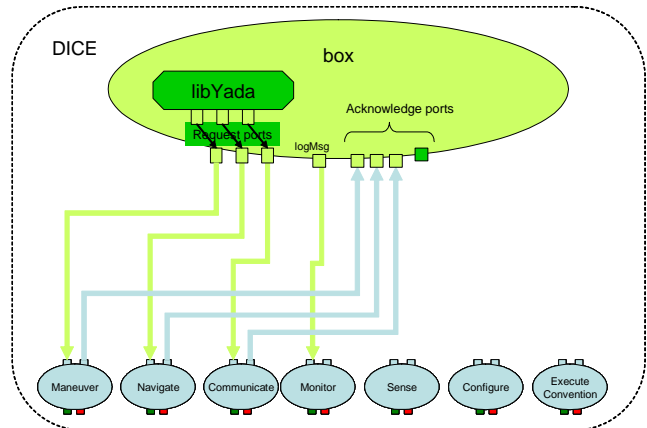 DICE
box
libYada
Acknowledge ports
Request ports
logMsg
Maneuver
Navigate
Communicate
Monitor
Sense
Configure
Execute
Convention